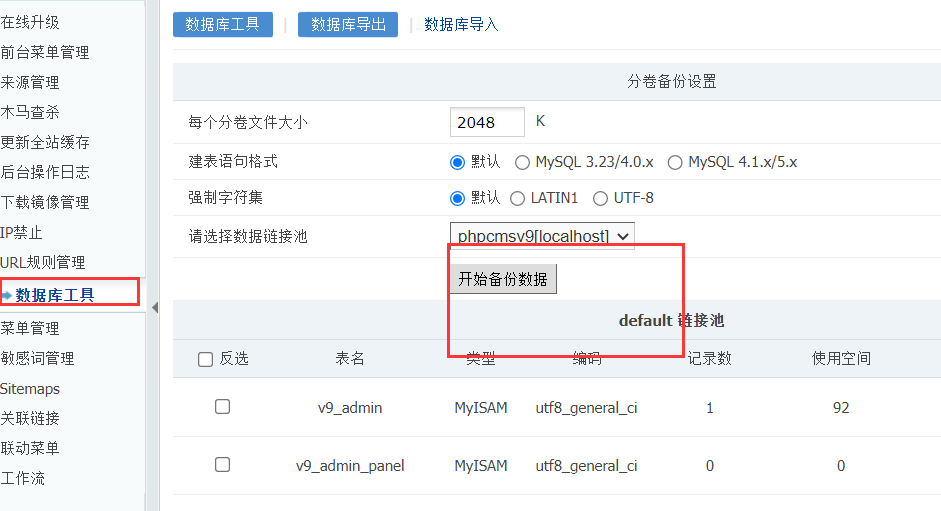 在线升级
前台菜单管理
来源管理
木马查杀
更新全站缓存
后台操作日志
下载镜像管理
IP禁止
URL规则管理
数据库工具
菜单管理
敏感词管理
Sitemaps
关联链接
联动菜单
工作流
数据库工具 | 数据库导出 | 数据库导入
分卷备份设置
每个分卷文件大小 2048 K
建表语句格式 默认 MySQL 3.23/4.0.x MySQL 4.1.x/5.x
强制字符集 默认 LATIN1 UTF-8
请选择数据链接池 phpcmsv9[localhost]
开始备份数据
default 链接池
反选 表名 类型 编码 记录数 使用空间
v9_admin MyISAM utf8_general_ci 1 92
v9_admin_panel MyISAM utf8_general_ci 0 0